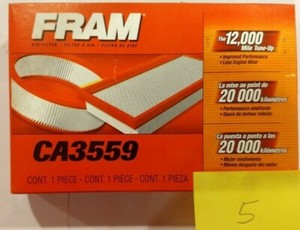 FRAM
AIR FILTER • FILTRE À AIR • FILTRO DE AIRE
The 12,000
Mile Tune-Up:
• Improved Performance
• Less Engine Wear
La mise au point de
20 000 kilomètres
• Performance améliorée
• Usure du moteur réduite
La puesta a punto a los
20 000 kilómetros
• Mejor rendimiento
• Menos desgaste del motor
CA3559
CONT. 1 PIECE - CONT. 1 PIÈCE - CONT. 1 PIEZA
5